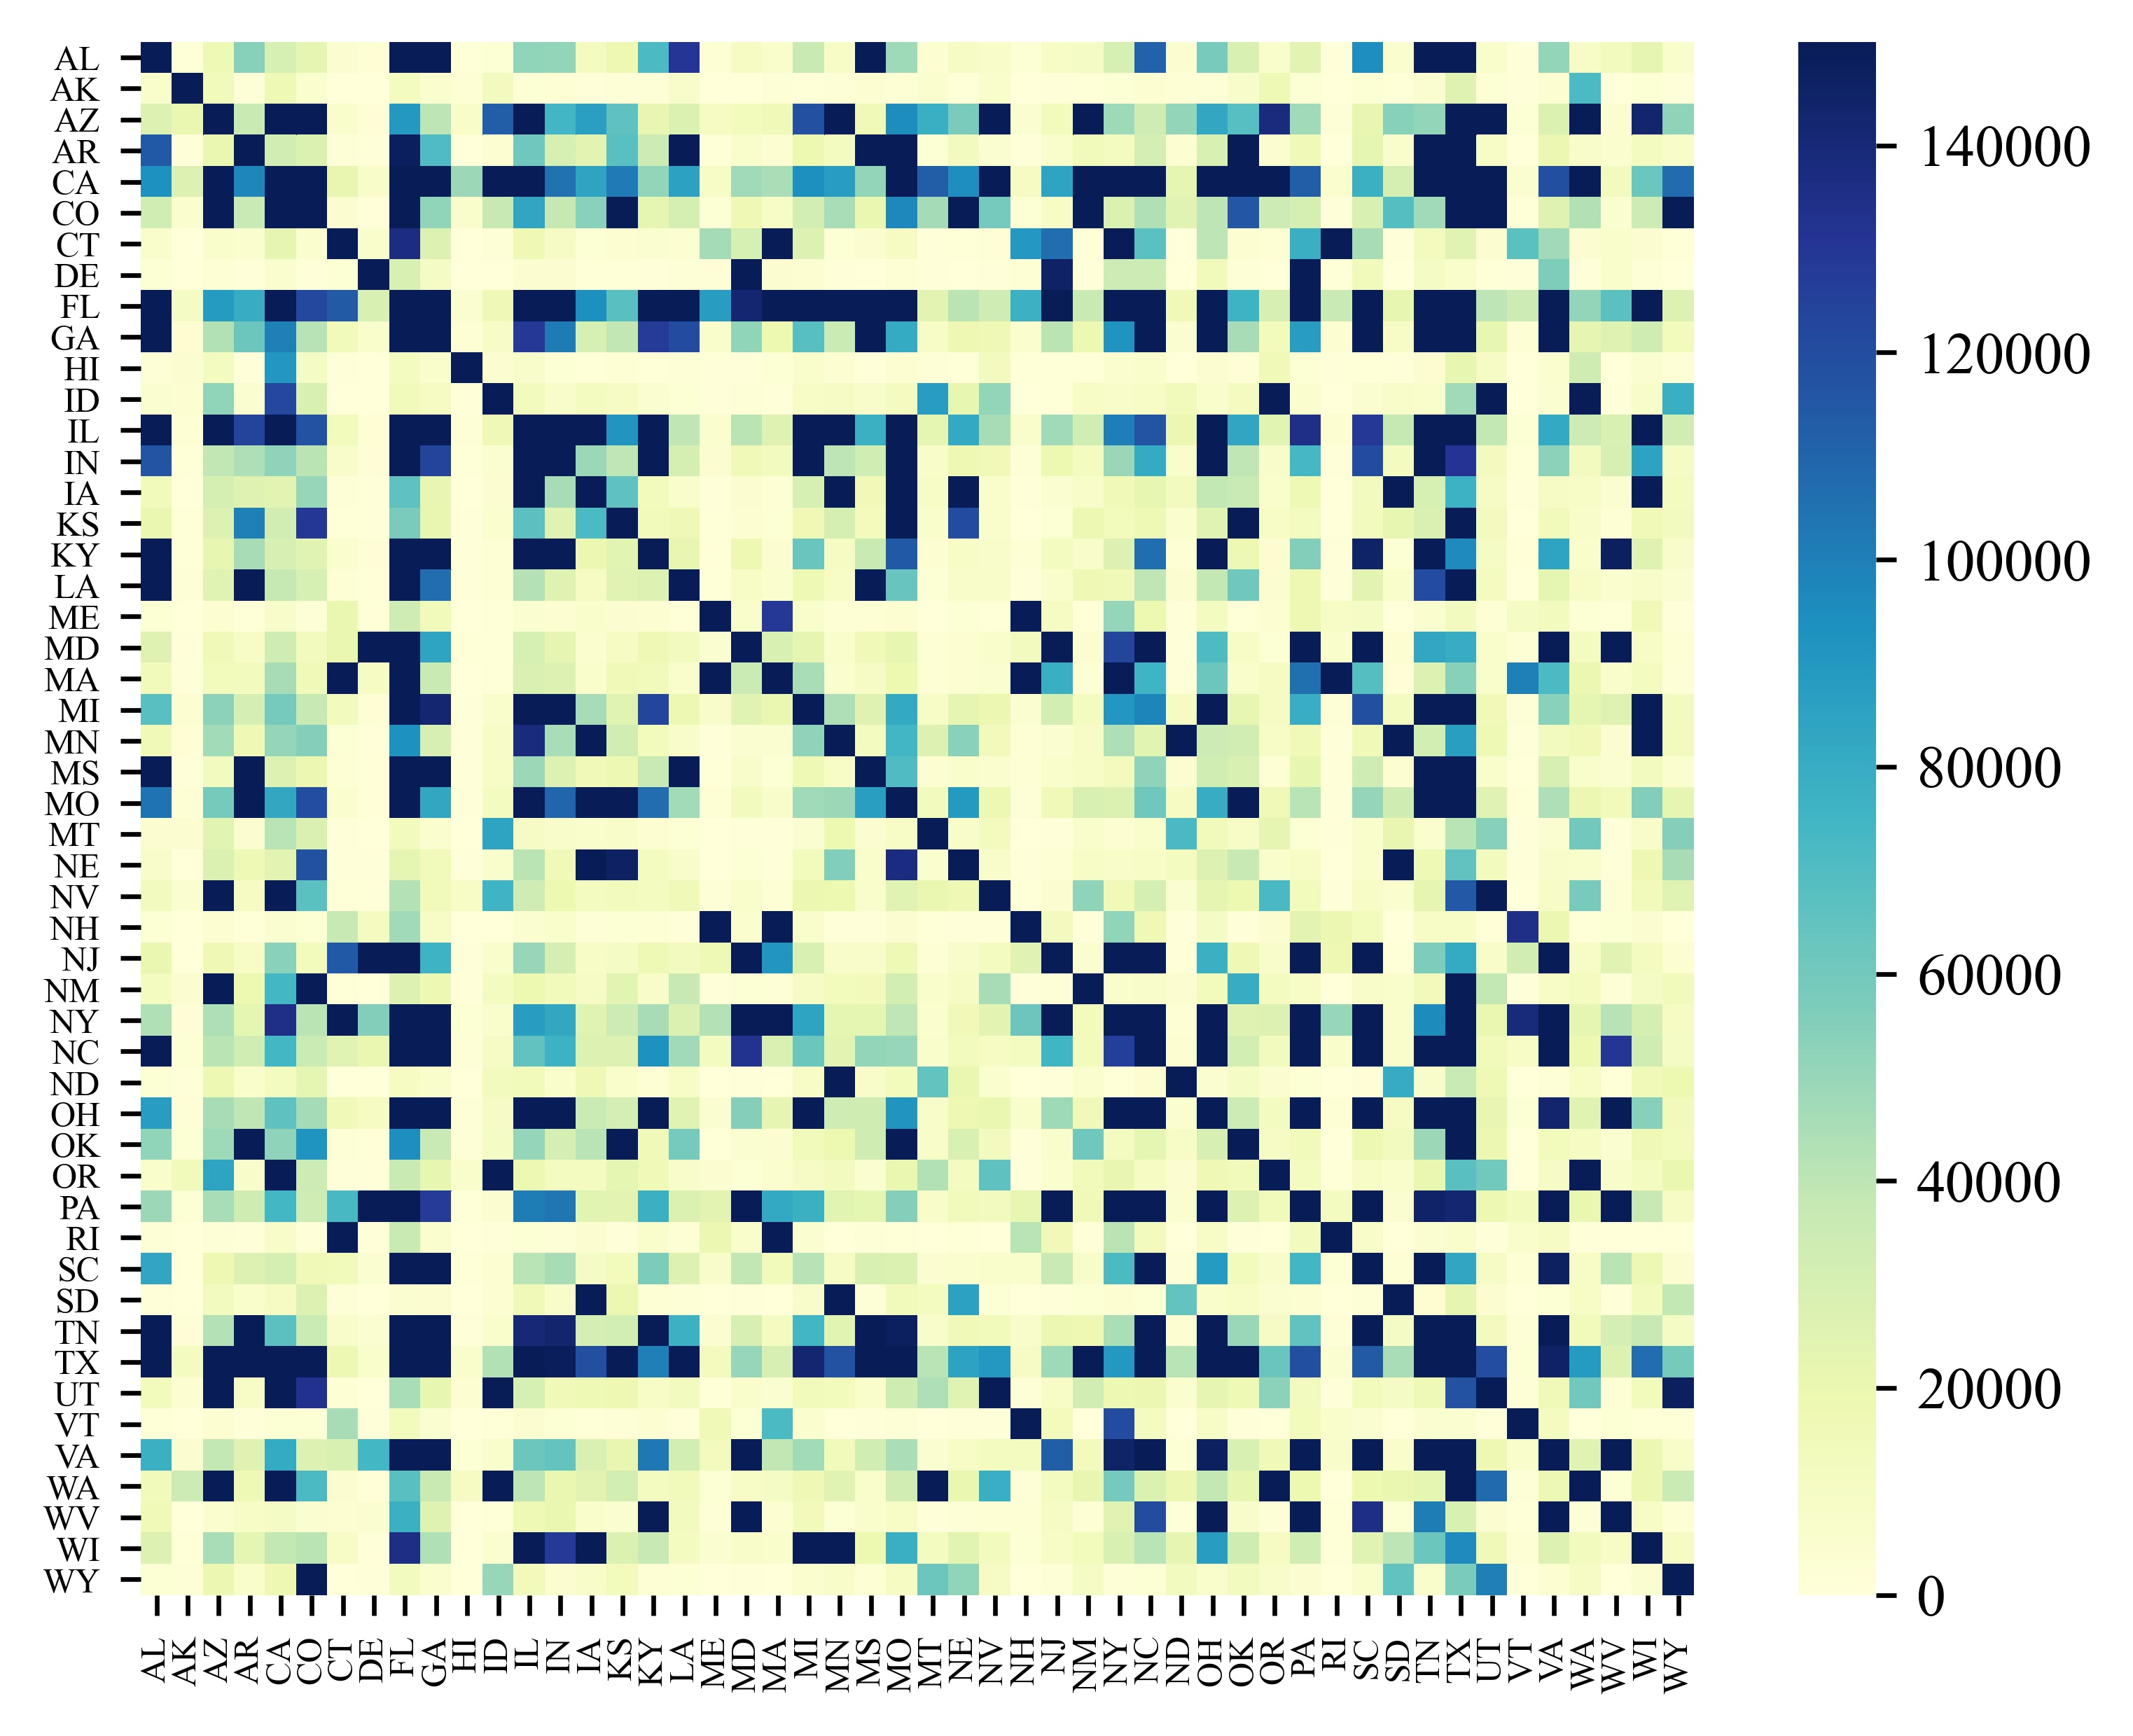 AL
AK
AZ
AR
CA
CO
CT
DE
FL
GA
HI
ID
IL
IN
IA
KS
KY
LA
ME
MD
MA
MI
MN
MS
MO
MT
NE
NV
NH
NJ
NM
NY
NC
ND
OH
OK
OR
PA
RI
SC
SD
TN
TX
UT
VT
VA
WA
WV
WI
WY
AL AK AZ AR CA CO CT DE FL GA HI ID IL IN IA KS KY LA ME MD MA MI MN MS MO MT NE NV NH NJ NM NY NC ND OH OK OR PA RI SC SD TN TX UT VT VA WA WV WI WY
140000
120000
100000
80000
60000
40000
20000
0